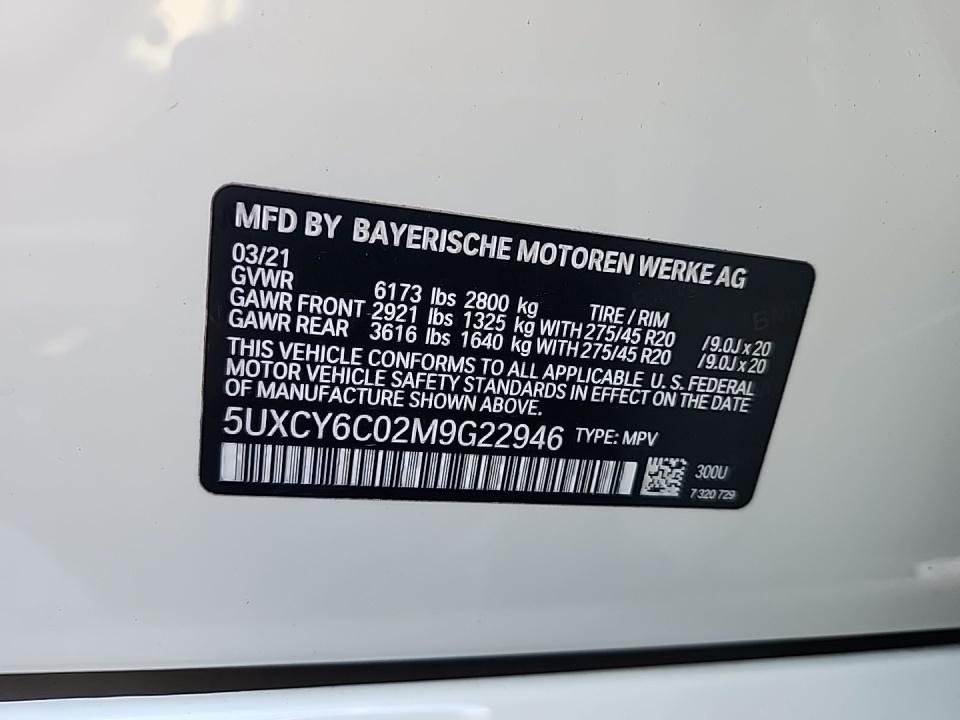 MFD BY BAYERISCHE MOTOREN WERKE AG
03/21
GVWR 6173 lbs 2800 kg TIRE / RIM
GAWR FRONT 2921 lbs 1325 kg WITH 275/45 R20 /9.0J x 20
GAWR REAR 3616 lbs 1640 kg WITH 275/45 R20 /9.0J x 20
THIS VEHICLE CONFORMS TO ALL APPLICABLE U. S. FEDERAL
MOTOR VEHICLE SAFETY STANDARDS IN EFFECT ON THE DATE
OF MANUFACTURE SHOWN ABOVE.
5UXCY6C02M9G22946 TYPE: MPV
300U
7 320 729